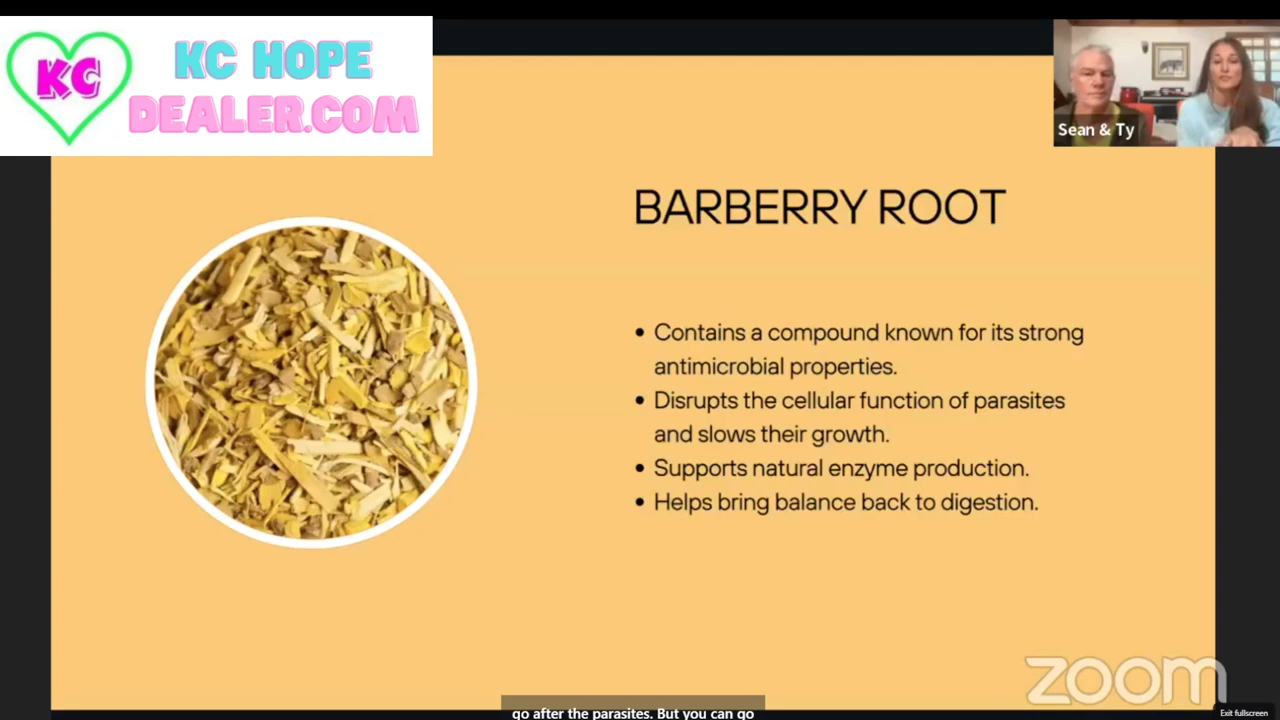 KC
KC HOPE
DEALER.COM
Sean & Ty
BARBERRY ROOT
• Contains a compound known for its strong
antimicrobial properties.
• Disrupts the cellular function of parasites
and slows their growth.
• Supports natural enzyme production.
• Helps bring balance back to digestion.
zoom
go after the parasites. But you can go
Exit fullscreen